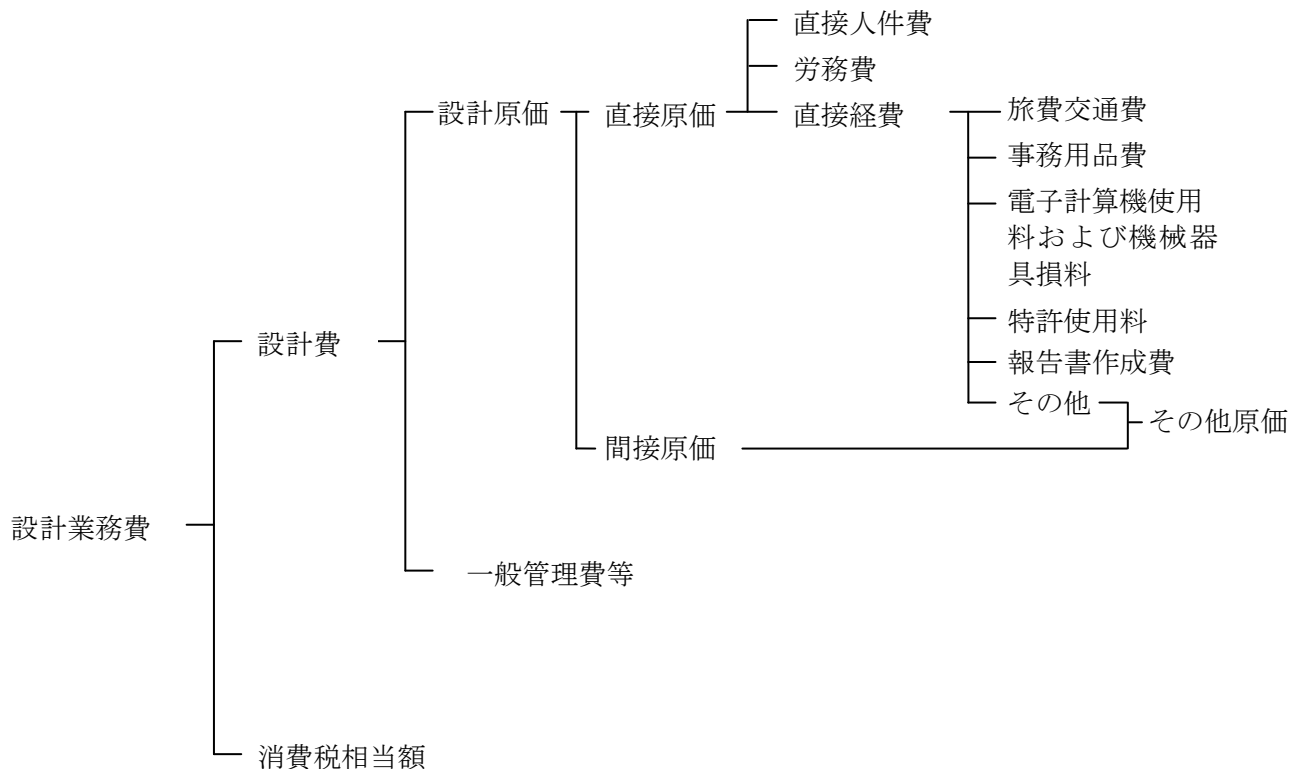 直接人件費
労務費
設計原価 直接原価 直接経費 旅費交通費
事務用品費
電子計算機使用
料および機械器
具損料
特許使用料
設計費
報告書作成費
その他
その他原価
間接原価
設計業務費
一般管理費等
消費税相当額